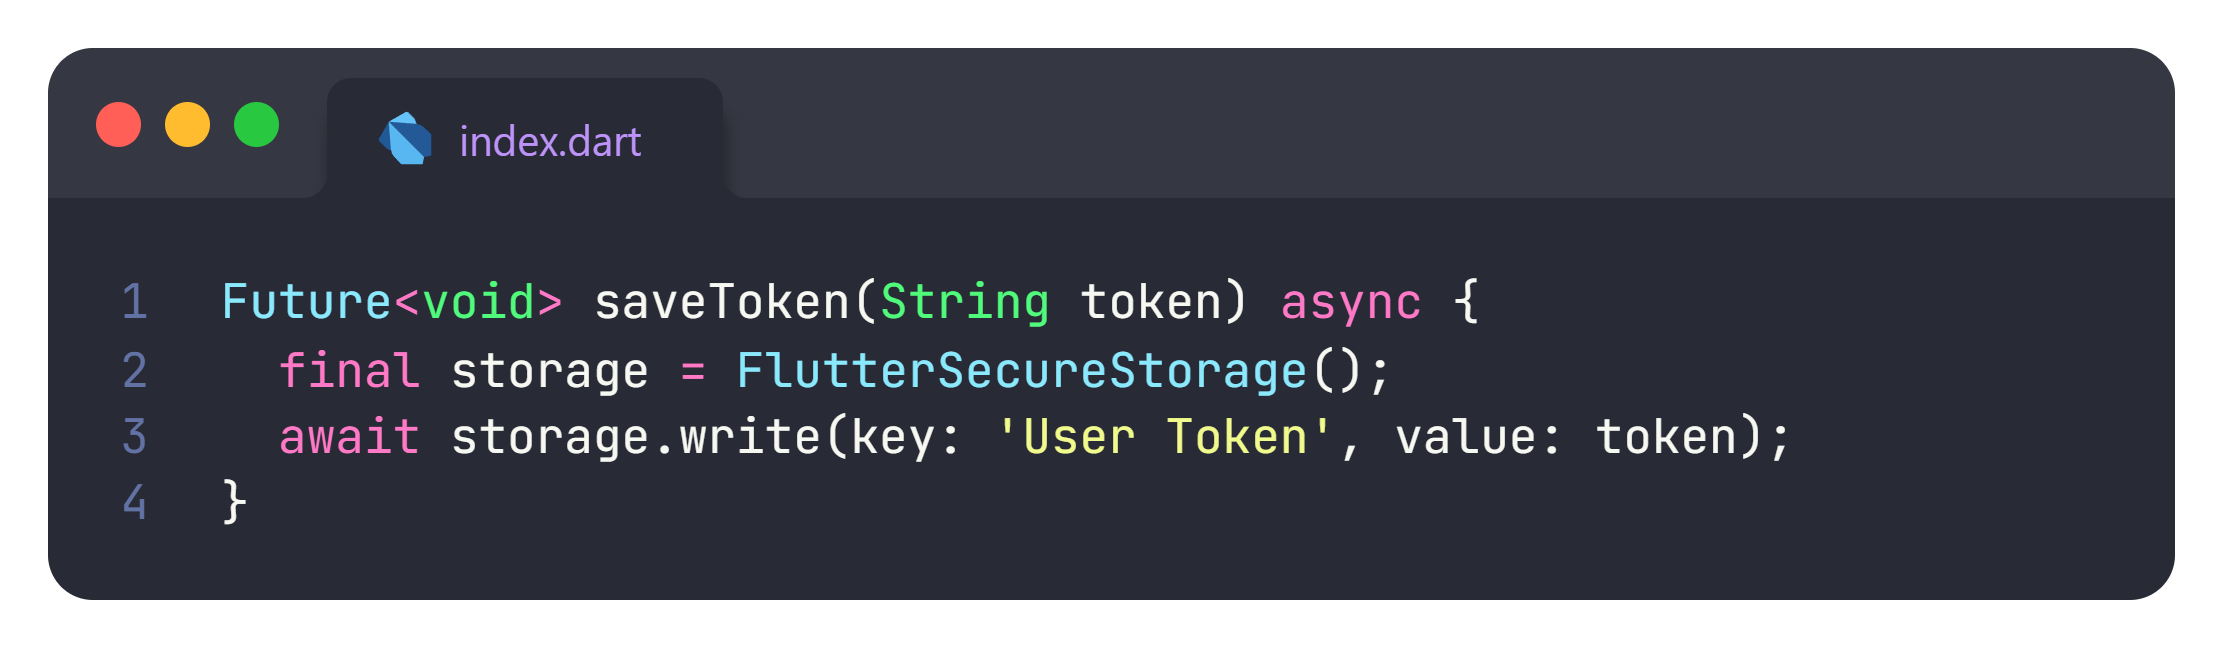 index.dart
1 Future<void> saveToken(String token) async {
2   final storage = FlutterSecureStorage();
3   await storage.write(key: 'User Token', value: token);
4 }